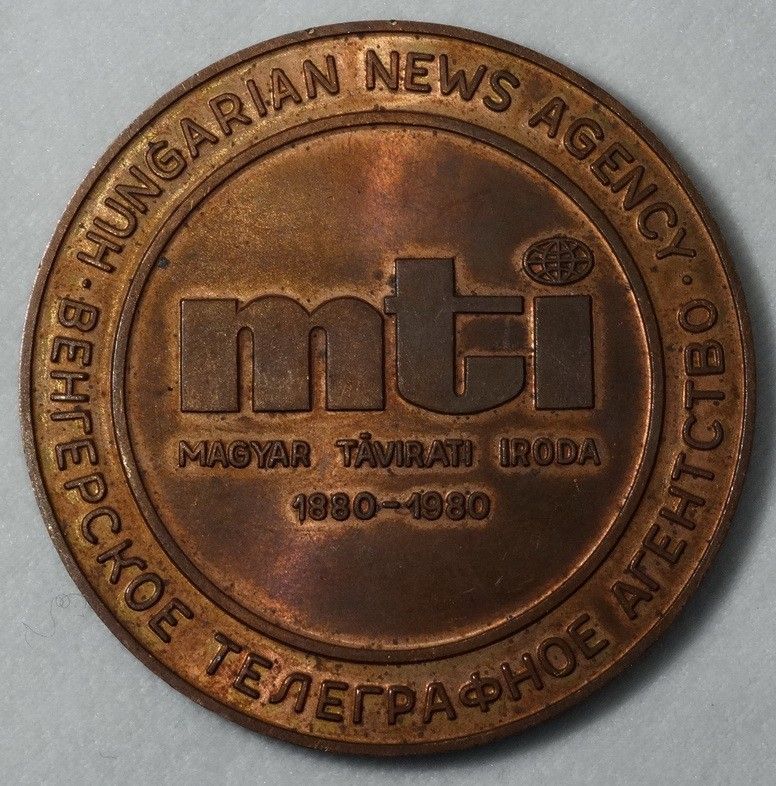 · HUNGARIAN NEWS AGENCY ·
mti
MAGYAR TÁVIRATI IRODA
1880-1980
ВЕНГЕРСКОЕ ТЕЛЕГРАФНОЕ АГЕНТСТВО